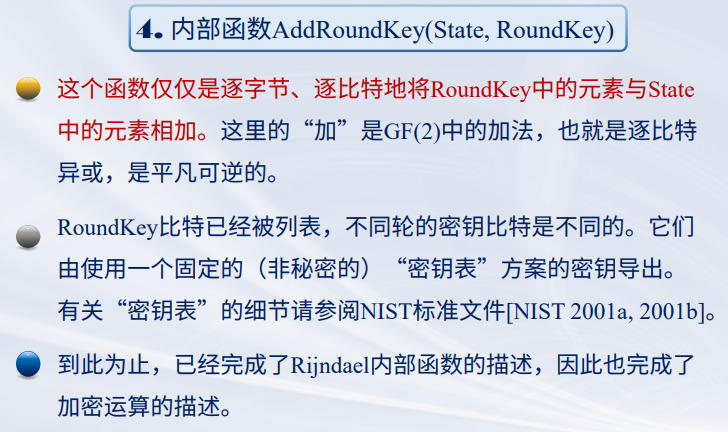 4. 内部函数AddRoundKey(State, RoundKey)
这个函数仅仅是逐字节、逐比特地将RoundKey中的元素与State
中的元素相加。这里的“加”是GF(2)中的加法，也就是逐比特
异或，是平凡可逆的。
RoundKey比特已经被列表，不同轮的密钥比特是不同的。它们
由使用一个固定的（非秘密的）“密钥表”方案的密钥导出。
有关“密钥表”的细节请参阅NIST标准文件[NIST 2001a, 2001b]。
到此为止，已经完成了Rijndael内部函数的描述，因此也完成了
加密运算的描述。